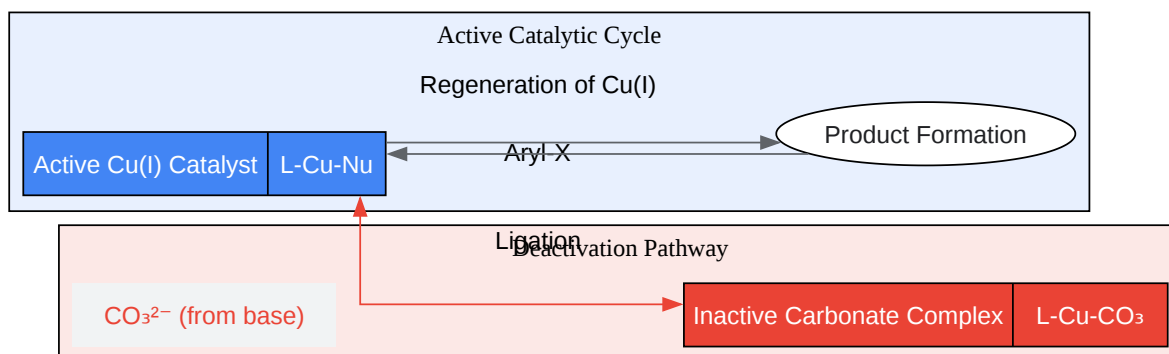 Active Catalytic Cycle
Regeneration of Cu(I)
Product Formation
Active Cu(I) Catalyst
L-Cu-Nu
Aryl-X
Ligation
Deactivation Pathway
CO₃²⁻ (from base)
Inactive Carbonate Complex
L-Cu-CO₃